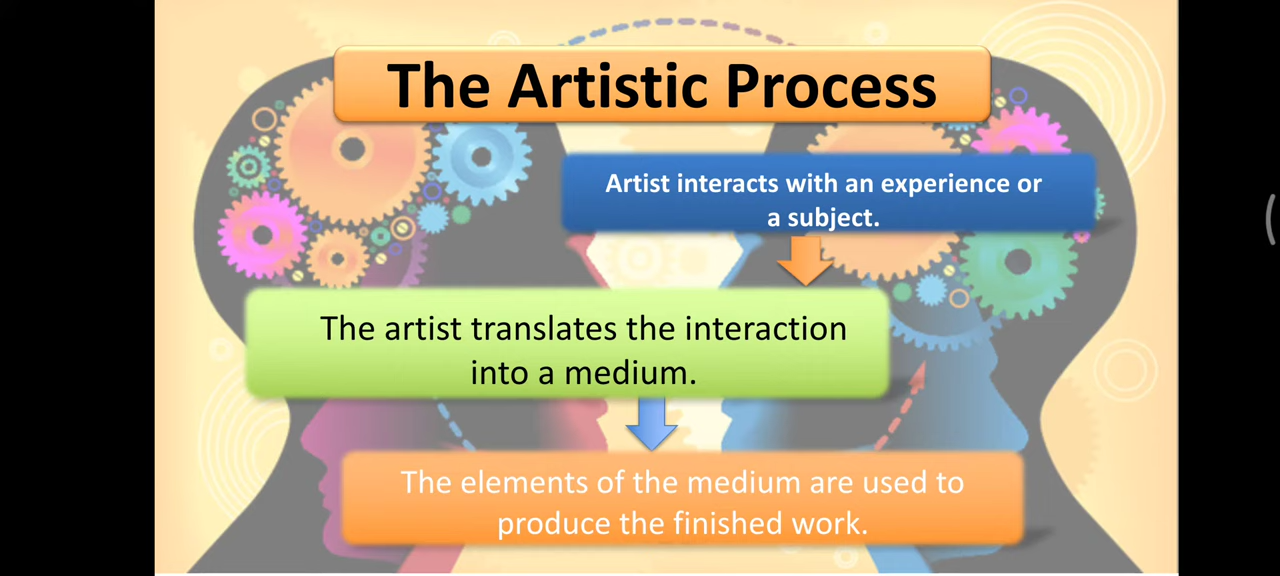 The Artistic Process
Artist interacts with an experience or
a subject.
The artist translates the interaction
into a medium.
The elements of the medium are used to
produce the finished work.